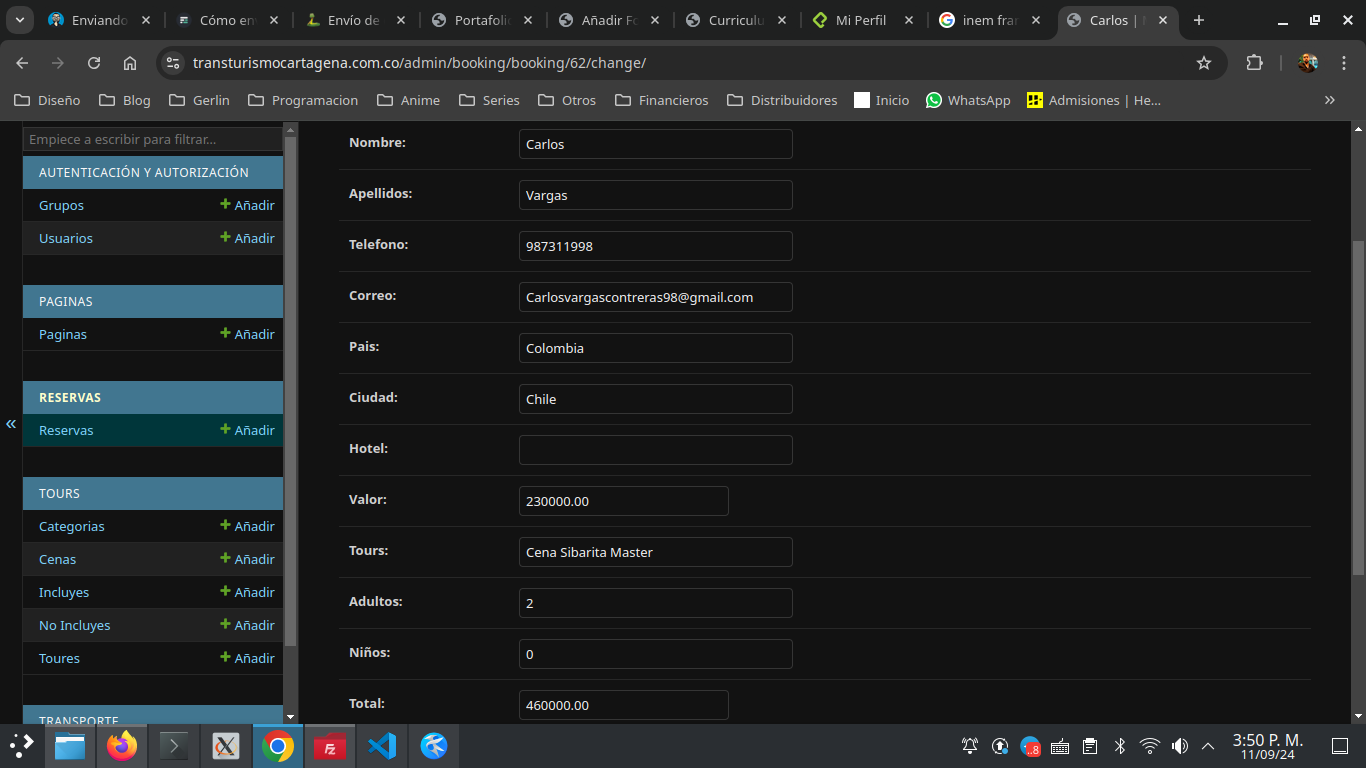 Enviando
Cómo en
Envío de
Portafoli
Añadir Fo
Curriculu
Mi Perfil
inem fran
Carlos |
transturismocartagena.com.co/admin/booking/booking/62/change/
Diseño
Blog
Gerlin
Programacion
Anime
Series
Otros
Financieros
Distribuidores
Inicio
WhatsApp
Admisiones | He...
»
Empiece a escribir para filtrar...
AUTENTICACIÓN Y AUTORIZACIÓN
Grupos + Añadir
Usuarios + Añadir
PAGINAS
Paginas + Añadir
RESERVAS
Reservas + Añadir
TOURS
Categorias + Añadir
Cenas + Añadir
Incluyes + Añadir
No Incluyes + Añadir
Toures + Añadir
TRANSPORTE
«
Nombre: Carlos
Apellidos: Vargas
Telefono: 987311998
Correo: Carlosvargascontreras98@gmail.com
Pais: Colombia
Ciudad: Chile
Hotel:
Valor: 230000.00
Tours: Cena Sibarita Master
Adultos: 2
Niños: 0
Total: 460000.00
Fz
..8
3:50 P. M.
11/09/24